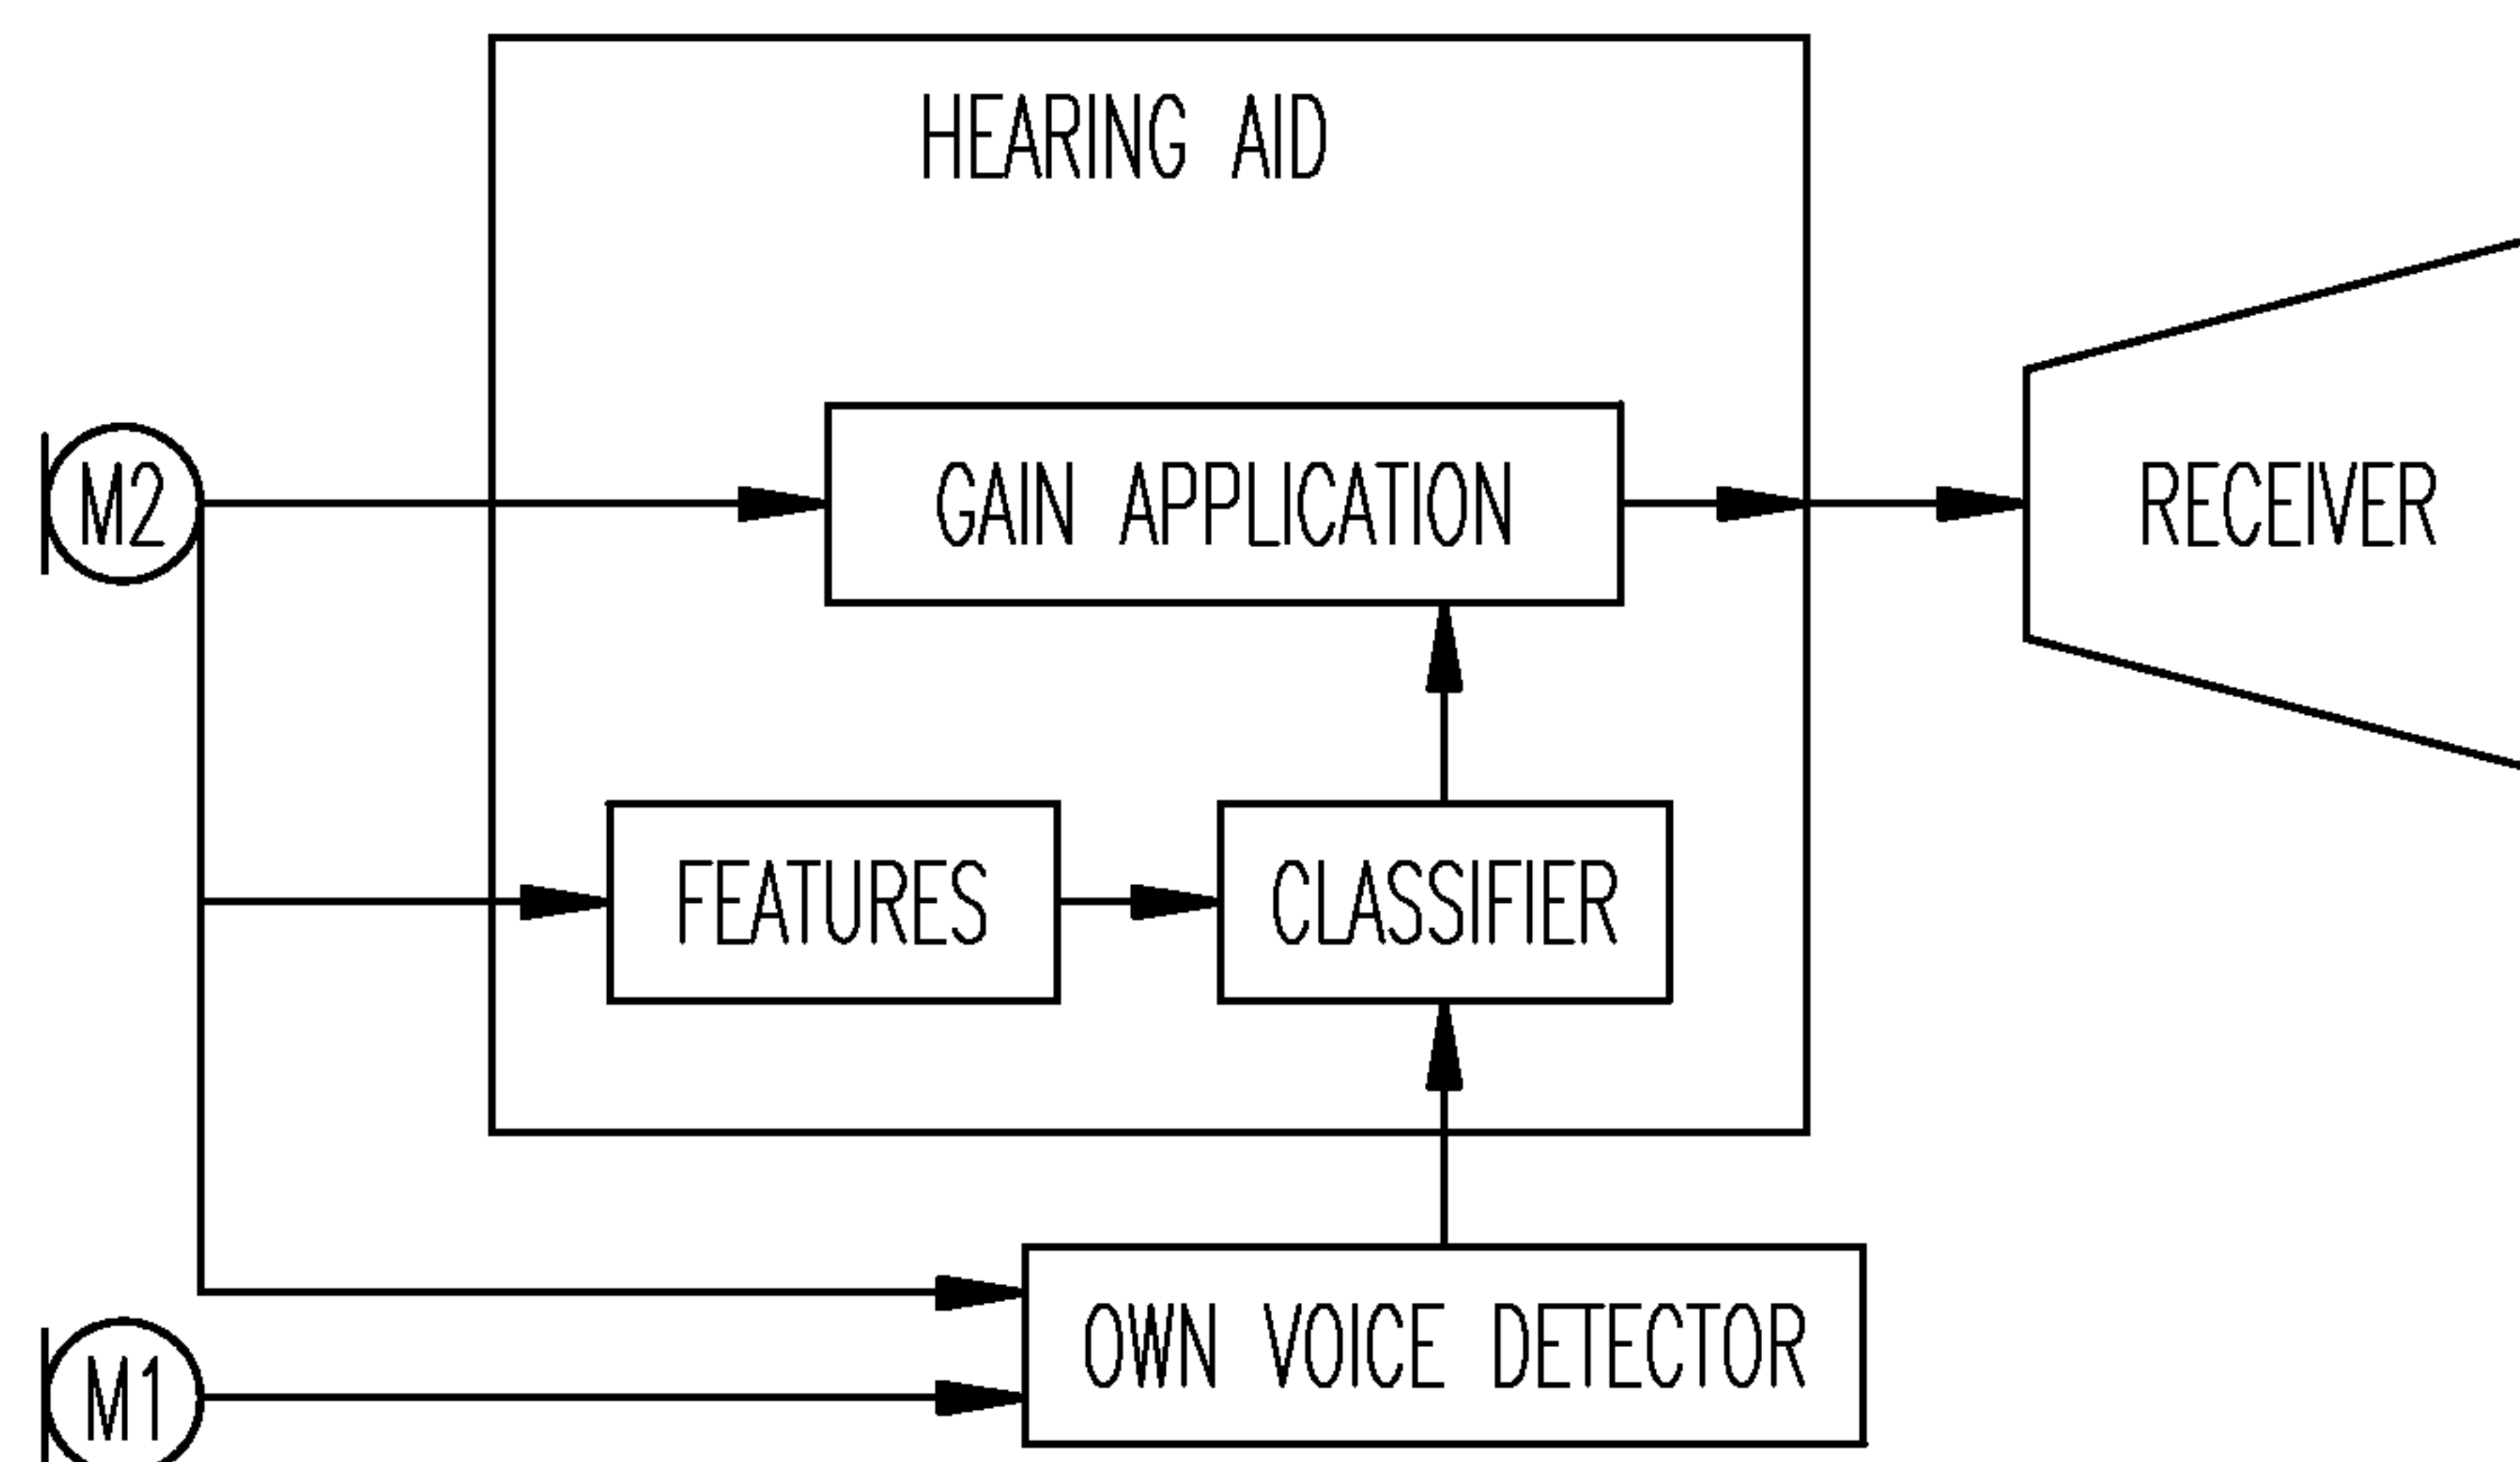 HEARING AID
M2
GAIN APPLICATION
RECEIVER
FEATURES
CLASSIFIER
OWN VOICE DETECTOR
M1